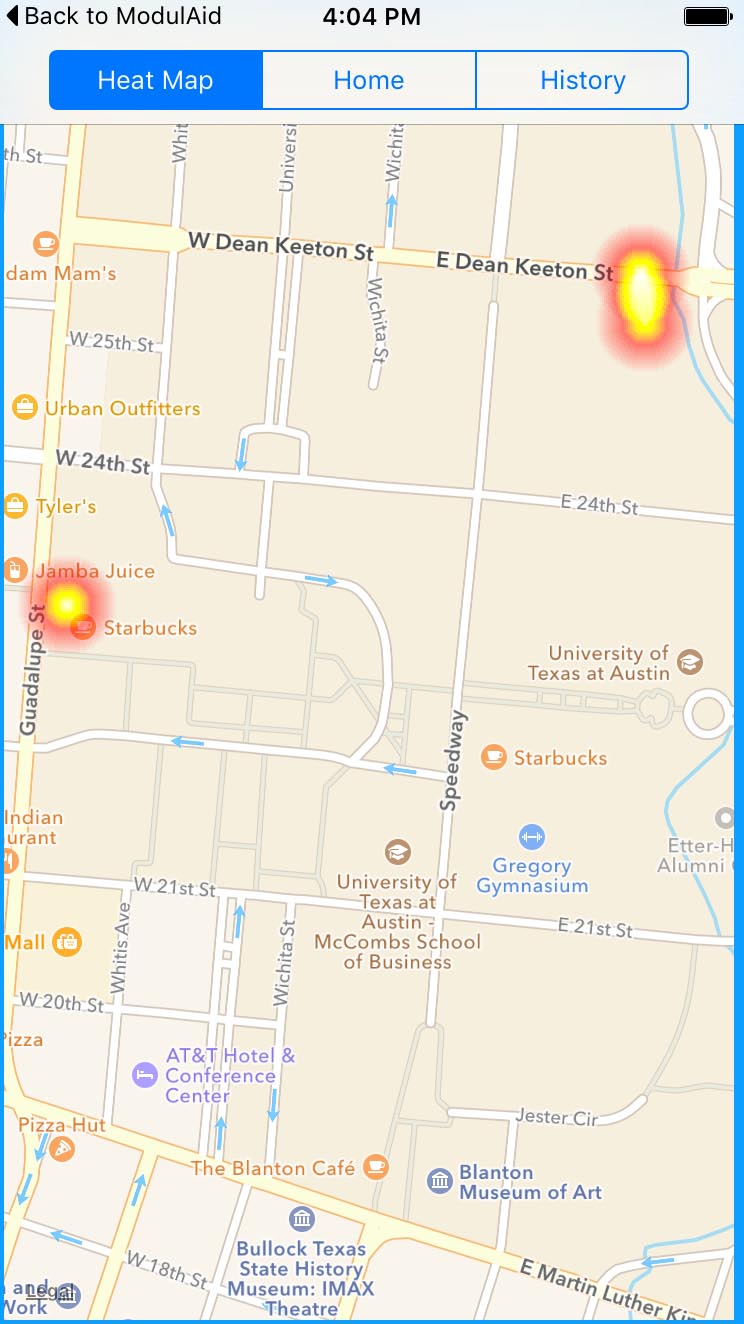 Back to ModulAid
4:04 PM
Heat Map
Home
History
th St
Whit
Universi
Wichita
W Dean Keeton St
E Dean Keeton St
dam Mam's
Wichita St
W 25th St
Urban Outfitters
W 24th St
E 24th St
Tyler's
Jamba Juice
Starbucks
Guadalupe St
University of
Texas at Austin
Speedway
Starbucks
Indian
urant
Gregory
Gymnasium
Etter-H
Alumni
University of
Texas at
Austin -
McCombs School
of Business
W 21st St
E 21st St
Mall
Whitis Ave
Wichita St
W 20th St
Pizza
AT&T Hotel &
Conference
Center
Jester Cir
Pizza Hut
The Blanton Café
Blanton
Museum of Art
Bullock Texas
State History
Museum: IMAX
Theatre
W 18th St
E Martin Luther Kin
and
Work
Legal